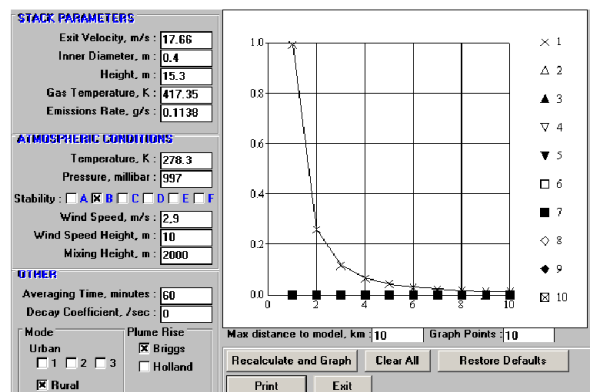 STACK PARAMETERS
Exit Velocity, m/s : 17.66
Inner Diameter, m : 0.4
Height, m : 15.3
Gas Temperature, K : 417.35
Emissions Rate, g/s : 0.1138
ATMOSPHERIC CONDITIONS
Temperature, K : 278.3
Pressure, millibar : 997
Stability : A B C D E F
Wind Speed, m/s : 2,9
Wind Speed Height, m : 10
Mixing Height, m : 2000
OTHER
Averaging Time, minutes : 60
Decay Coefficient, /sec : 0
Mode
Urban
1 2 3
Rural
Plume Rise
Briggs
Holland
1.0
0.8
0.6
0.4
0.2
0.0
0 2 4 6 8 10
1
2
3
4
5
6
7
8
9
10
Max distance to model, km : 10 Graph Points : 10
Recalculate and Graph Clear All Restore Defaults
Print Exit